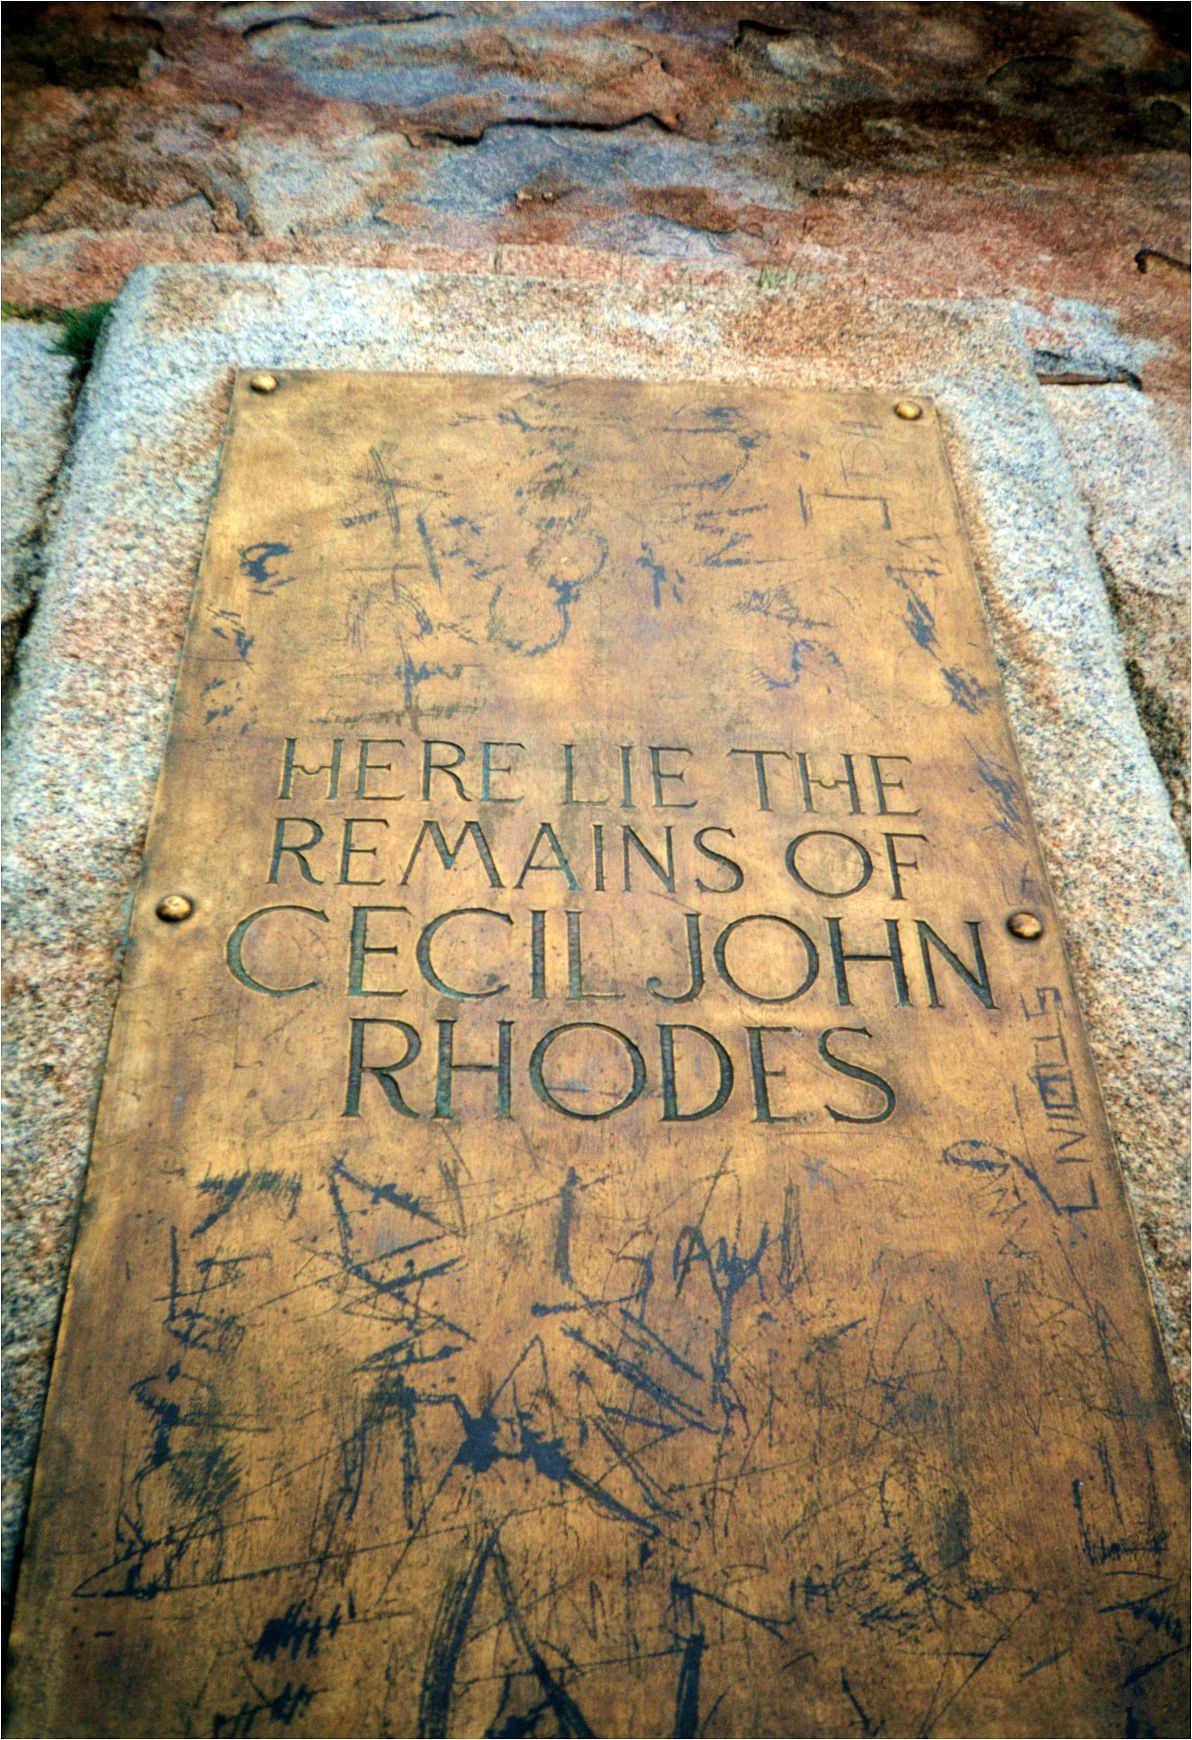 HERE LIE THE
REMAINS OF
CECIL JOHN
RHODES